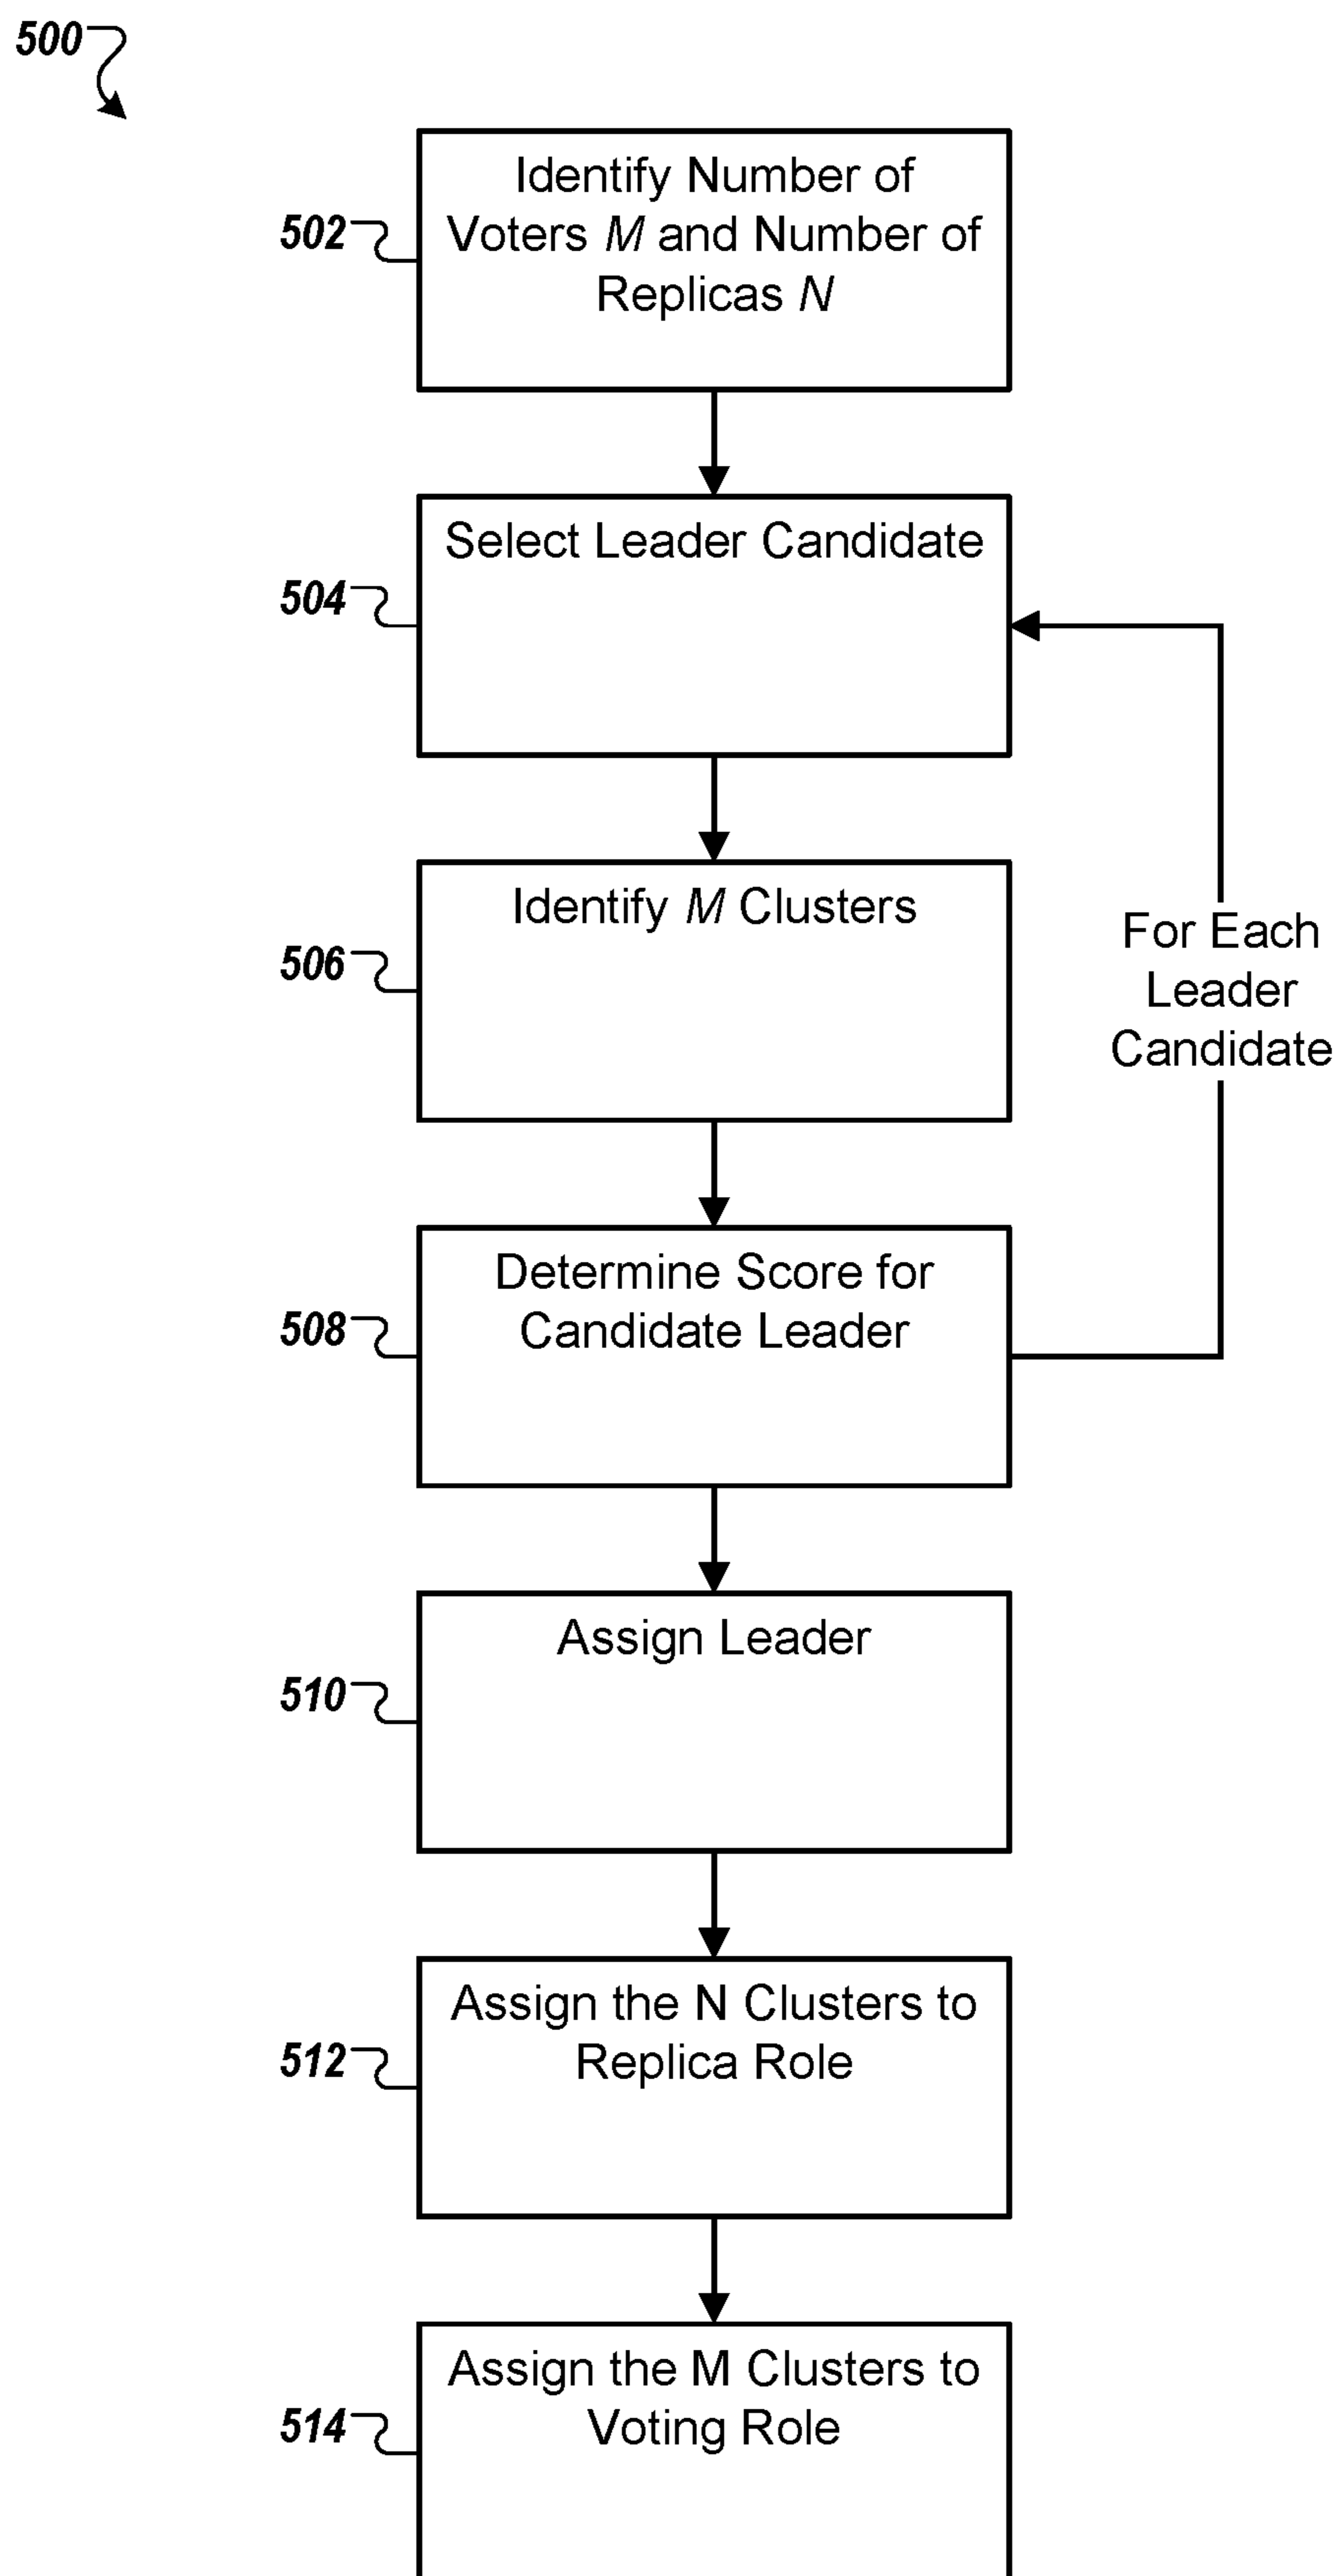 500
502
Identify Number of
Voters M and Number of
Replicas N
504
Select Leader Candidate
506
Identify M Clusters
For Each
Leader
Candidate
508
Determine Score for
Candidate Leader
510
Assign Leader
512
Assign the N Clusters to
Replica Role
514
Assign the M Clusters to
Voting Role